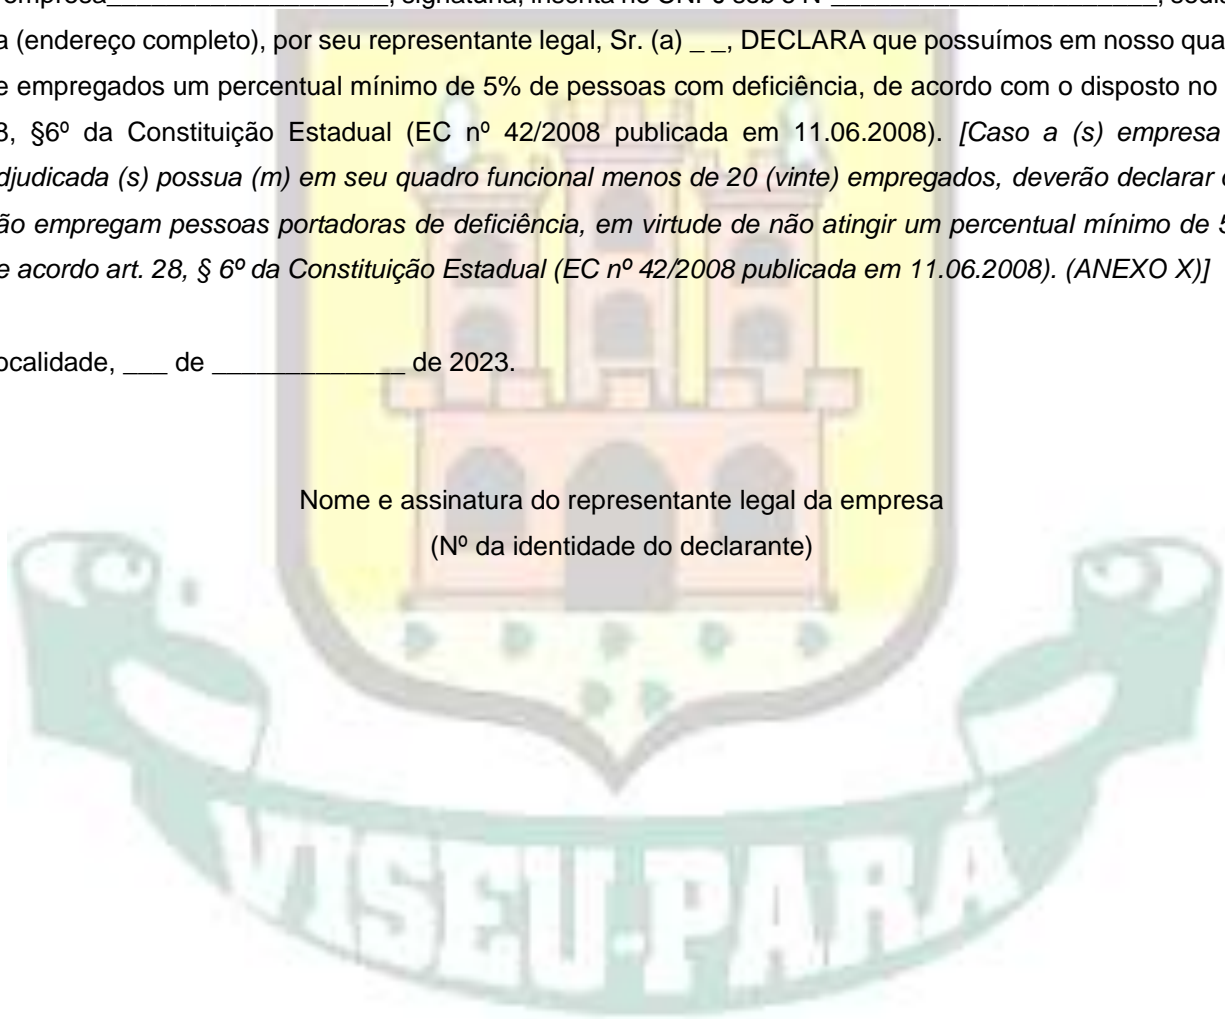 empresa___________________, signatária, inscrita no CNPJ sob o N°______________________,
a (endereço completo), por seu representante legal, Sr. (a) _ _, DECLARA que possuímos em nosso
e empregados um percentual mínimo de 5% de pessoas com deficiência, de acordo com o disposto no
8, §6º da Constituição Estadual (EC nº 42/2008 publicada em 11.06.2008). [Caso a (s) empresa
djudicada (s) possua (m) em seu quadro funcional menos de 20 (vinte) empregados, deverão declarar
ão empregam pessoas portadoras de deficiência, em virtude de não atingir um percentual mínimo de 5
e acordo art. 28, § 6º da Constituição Estadual (EC nº 42/2008 publicada em 11.06.2008). (ANEXO X)]
ocalidade, ___ de _____________ de 2023.
Nome e assinatura do representante legal da empresa
(Nº da identidade do declarante)
VISEU-PARÁ